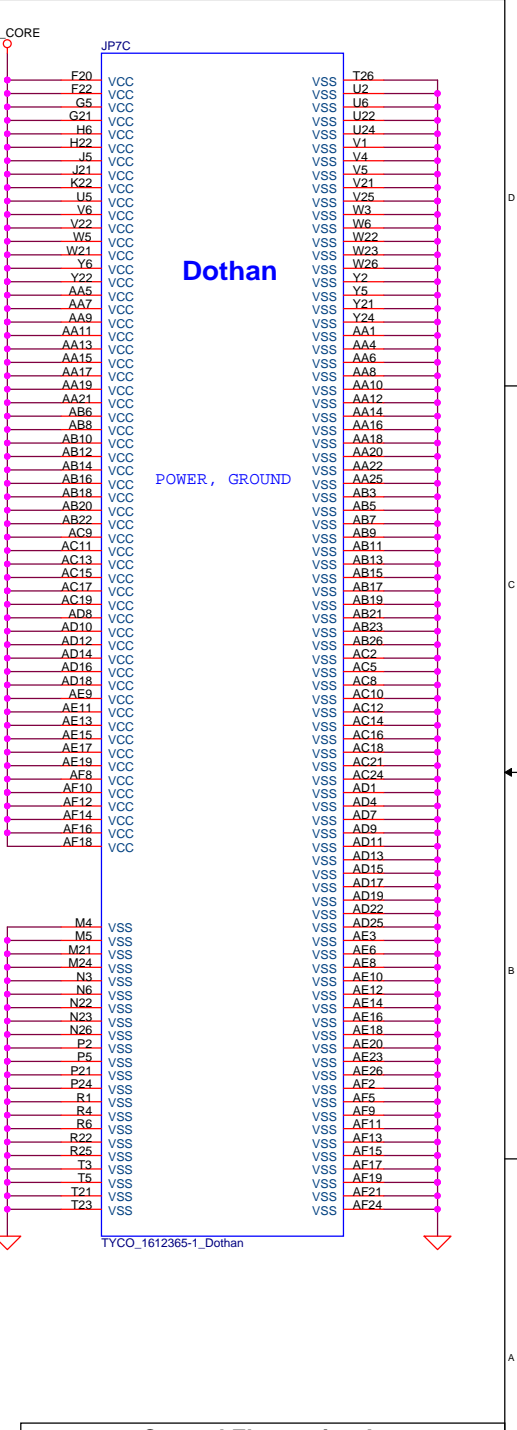 _CORE
JP7C
F20 VCC VSS T26
F22 VCC VSS U2
G5 VCC VSS U6
G21 VCC VSS U22
H6 VCC VSS U24
H22 VCC VSS V1
J5 VCC VSS V4
J21 VCC VSS V5
K22 VCC VSS V21
U5 VCC VSS V25
D
V6 VCC VSS W3
V22 VCC VSS W6
W5 VCC VSS W22
W21 VCC VSS W23
Y6 VCC VSS W26
Dothan
Y22 VCC VSS Y2
AA5 VCC VSS Y5
AA7 VCC VSS Y21
AA9 VCC VSS Y24
AA11 VCC VSS AA1
AA13 VCC VSS AA4
AA15 VCC VSS AA6
AA17 VCC VSS AA8
AA19 VCC VSS AA10
AA21 VCC VSS AA12
AB6 VCC VSS AA14
AB8 VCC VSS AA16
AB10 VCC VSS AA18
AB12 VCC VSS AA20
AB14 VCC VSS AA22
AB16 VCC POWER, GROUND VSS AA25
AB18 VCC VSS AB3
AB20 VCC VSS AB5
AB22 VCC VSS AB7
AC9 VCC VSS AB9
AC11 VCC VSS AB11
AC13 VCC VSS AB13
AC15 VCC VSS AB15
C
AC17 VCC VSS AB17
AC19 VCC VSS AB19
AD8 VCC VSS AB21
AD10 VCC VSS AB23
AD12 VCC VSS AB26
AD14 VCC VSS AC2
AD16 VCC VSS AC5
AD18 VCC VSS AC8
AE9 VCC VSS AC10
AE11 VCC VSS AC12
AE13 VCC VSS AC14
AE15 VCC VSS AC16
AE17 VCC VSS AC18
AE19 VCC VSS AC21
AF8 VCC VSS AC24
AF10 VCC VSS AD1
AF12 VCC VSS AD4
AF14 VCC VSS AD7
AF16 VCC VSS AD9
AF18 VCC VSS AD11
VSS AD13
VSS AD15
VSS AD17
VSS AD19
VSS AD22
M4 VSS VSS AD25
M5 VSS VSS AE3
M21 VSS VSS AE6
M24 VSS VSS AE8
B
N3 VSS VSS AE10
N6 VSS VSS AE12
N22 VSS VSS AE14
N23 VSS VSS AE16
N26 VSS VSS AE18
P2 VSS VSS AE20
P5 VSS VSS AE23
P21 VSS VSS AE26
P24 VSS VSS AF2
R1 VSS VSS AF5
R4 VSS VSS AF9
R6 VSS VSS AF11
R22 VSS VSS AF13
R25 VSS VSS AF15
T3 VSS VSS AF17
T5 VSS VSS AF19
T21 VSS VSS AF21
T23 VSS VSS AF24
TYCO_1612365-1_Dothan
A